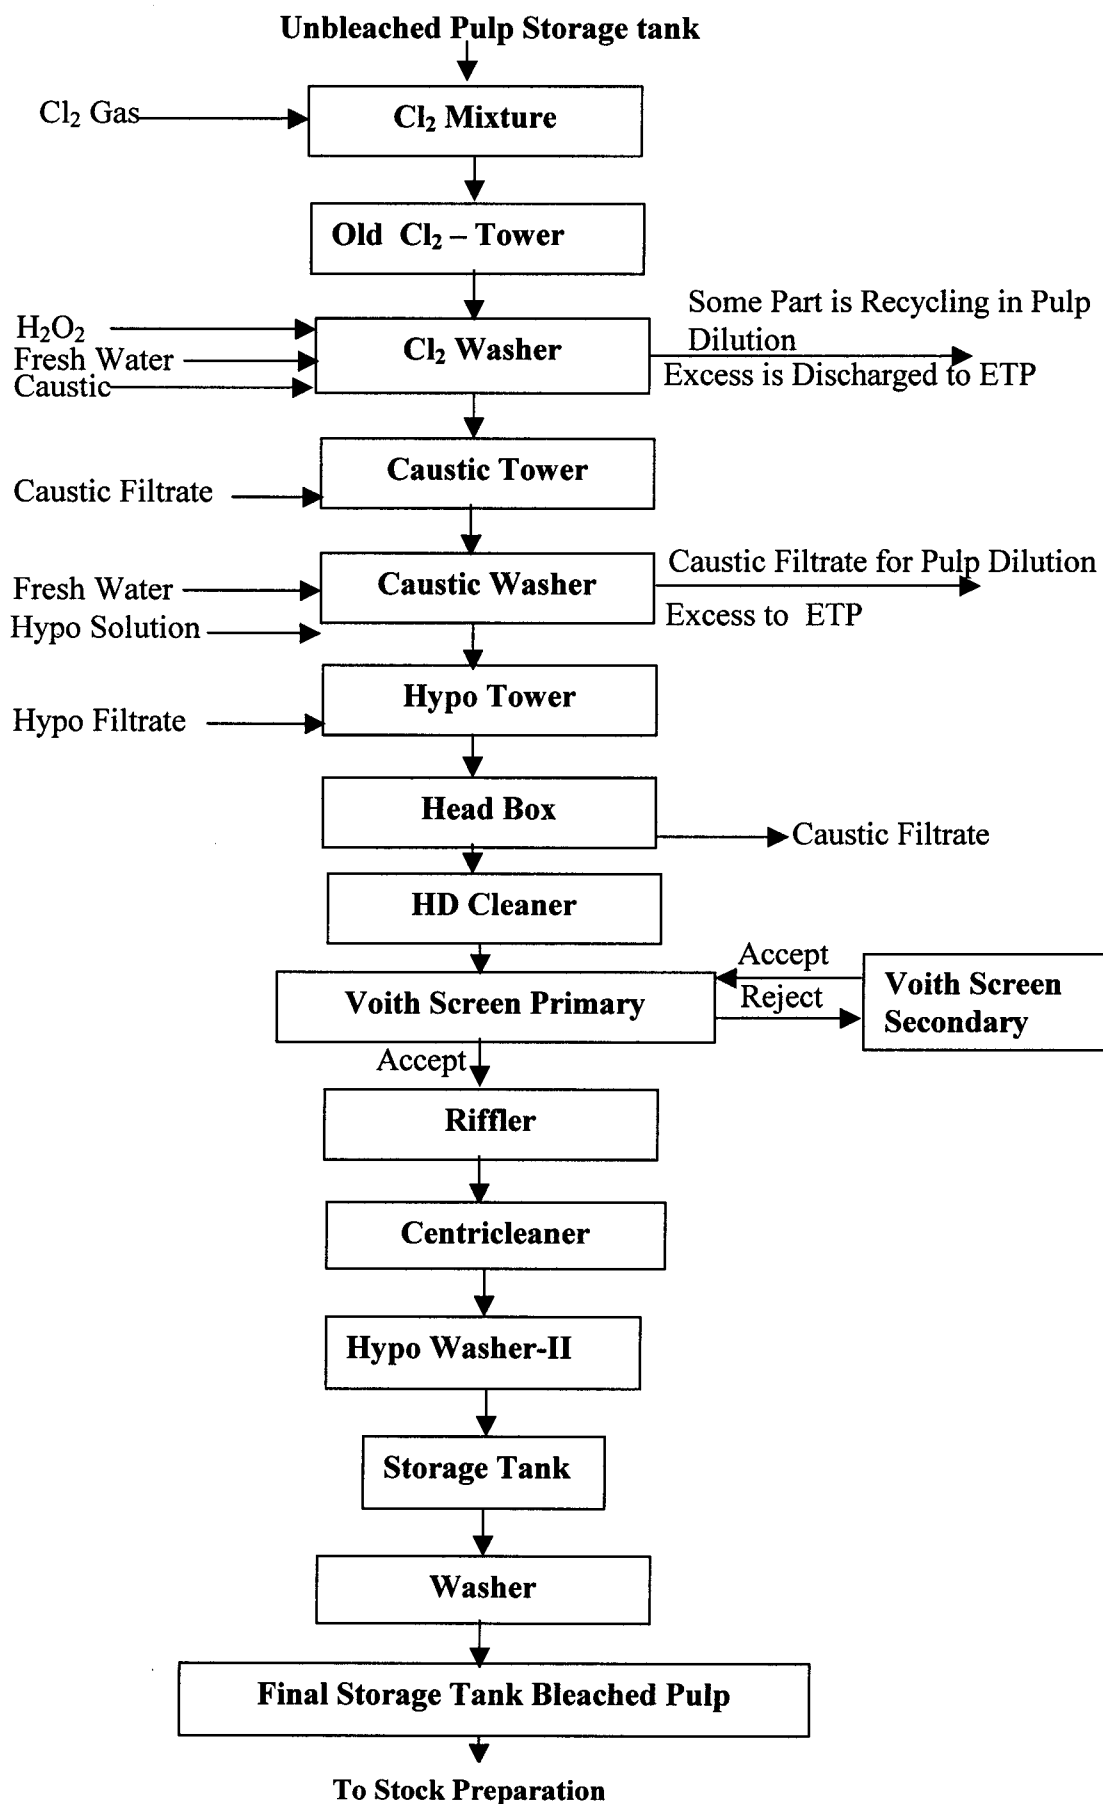 Unbleached Pulp Storage tank
Cl₂ Gas
Cl₂ Mixture
Old Cl₂ – Tower
H₂O₂
Fresh Water
Caustic
Cl₂ Washer
Some Part is Recycling in Pulp
Dilution
Excess is Discharged to ETP
Caustic Tower
Caustic Filtrate
Caustic Washer
Fresh Water
Hypo Solution
Caustic Filtrate for Pulp Dilution
Excess to ETP
Hypo Tower
Hypo Filtrate
Head Box
Caustic Filtrate
HD Cleaner
Voith Screen Primary
Accept
Reject
Voith Screen
Secondary
Accept
Riffler
Centricleaner
Hypo Washer-II
Storage Tank
Washer
Final Storage Tank Bleached Pulp
To Stock Preparation